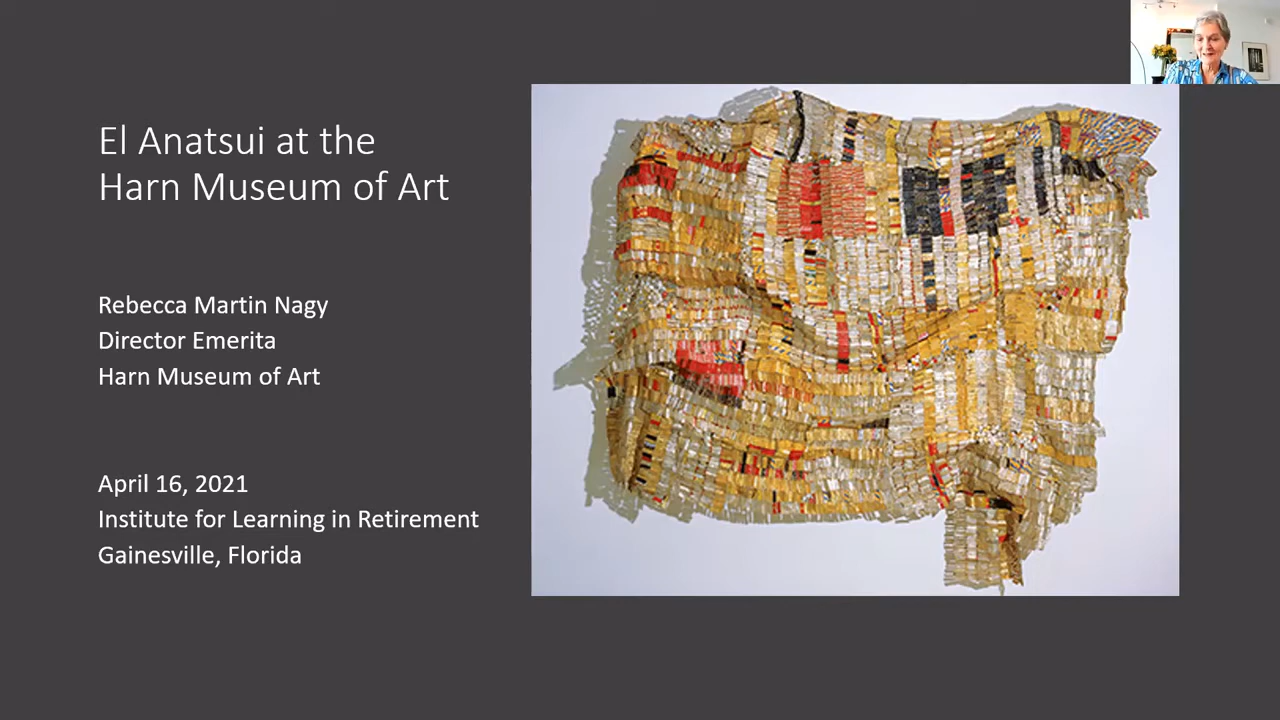 El Anatsui at the
Harn Museum of Art
Rebecca Martin Nagy
Director Emerita
Harn Museum of Art
April 16, 2021
Institute for Learning in Retirement
Gainesville, Florida